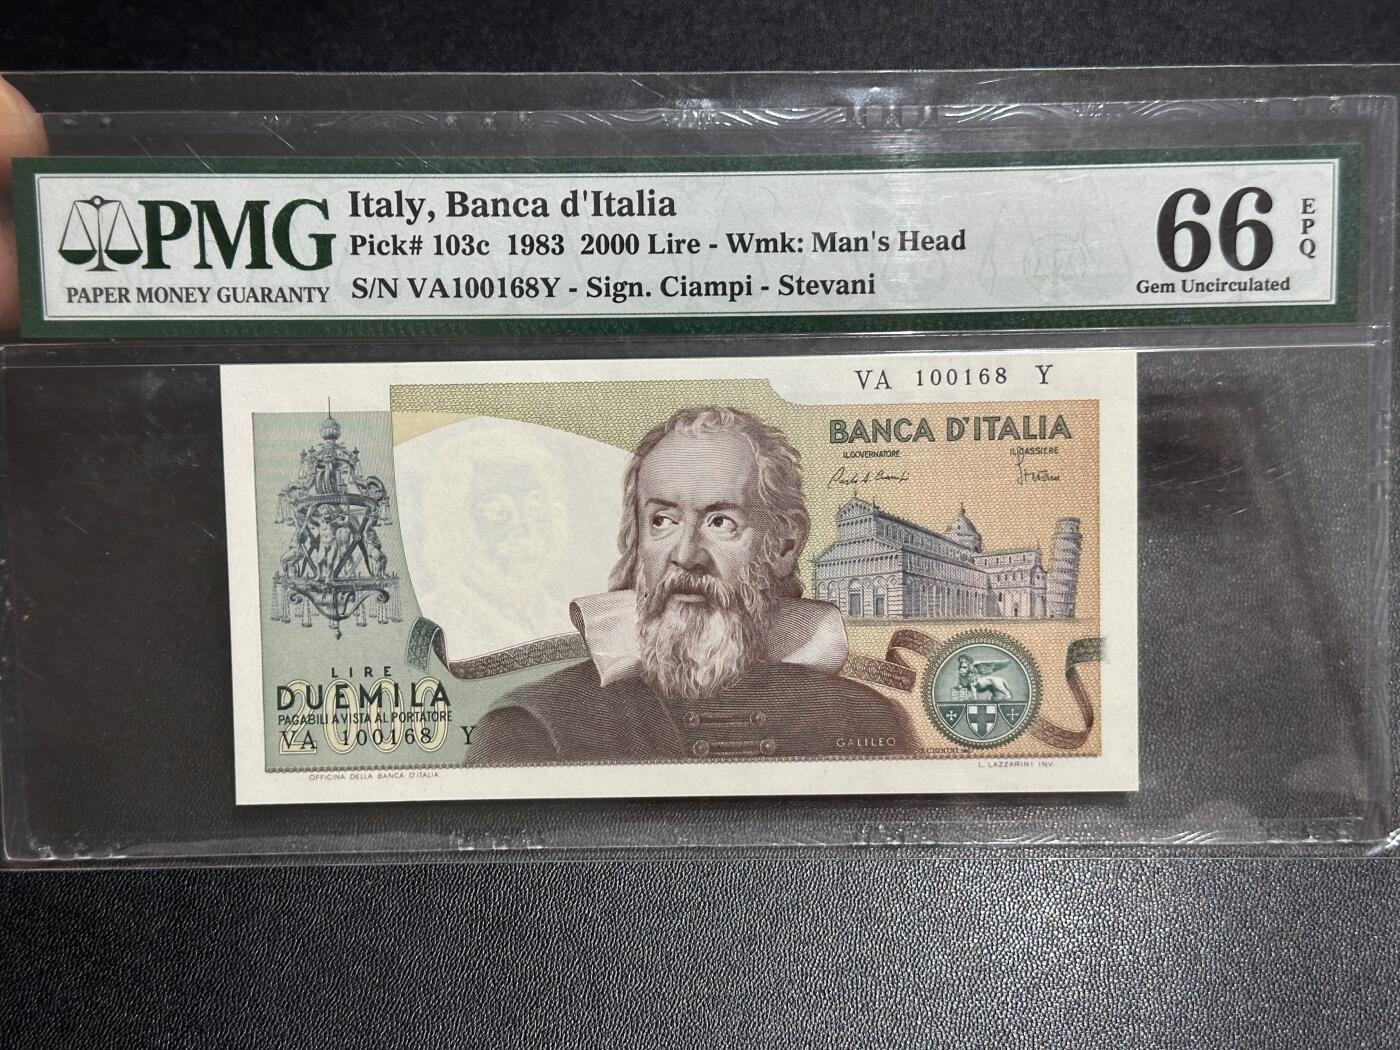 PMG
PAPER MONEY GUARANTY
Italy, Banca d'Italia
Pick# 103c 1983 2000 Lire - Wmk: Man's Head
S/N VA100168Y - Sign. Ciampi - Stevani
66
EPQ
Gem Uncirculated
VA 100168 Y
BANCA D'ITALIA
IL GOVERNATORE
IL CASSIERE
LIRE
2000
DUEMILA
PAGABILI A VISTA AL PORTATORE
VA 100168 Y
GALILEO
OFFICINA DELLA BANCA D'ITALIA
L. LAZZARINI INV.